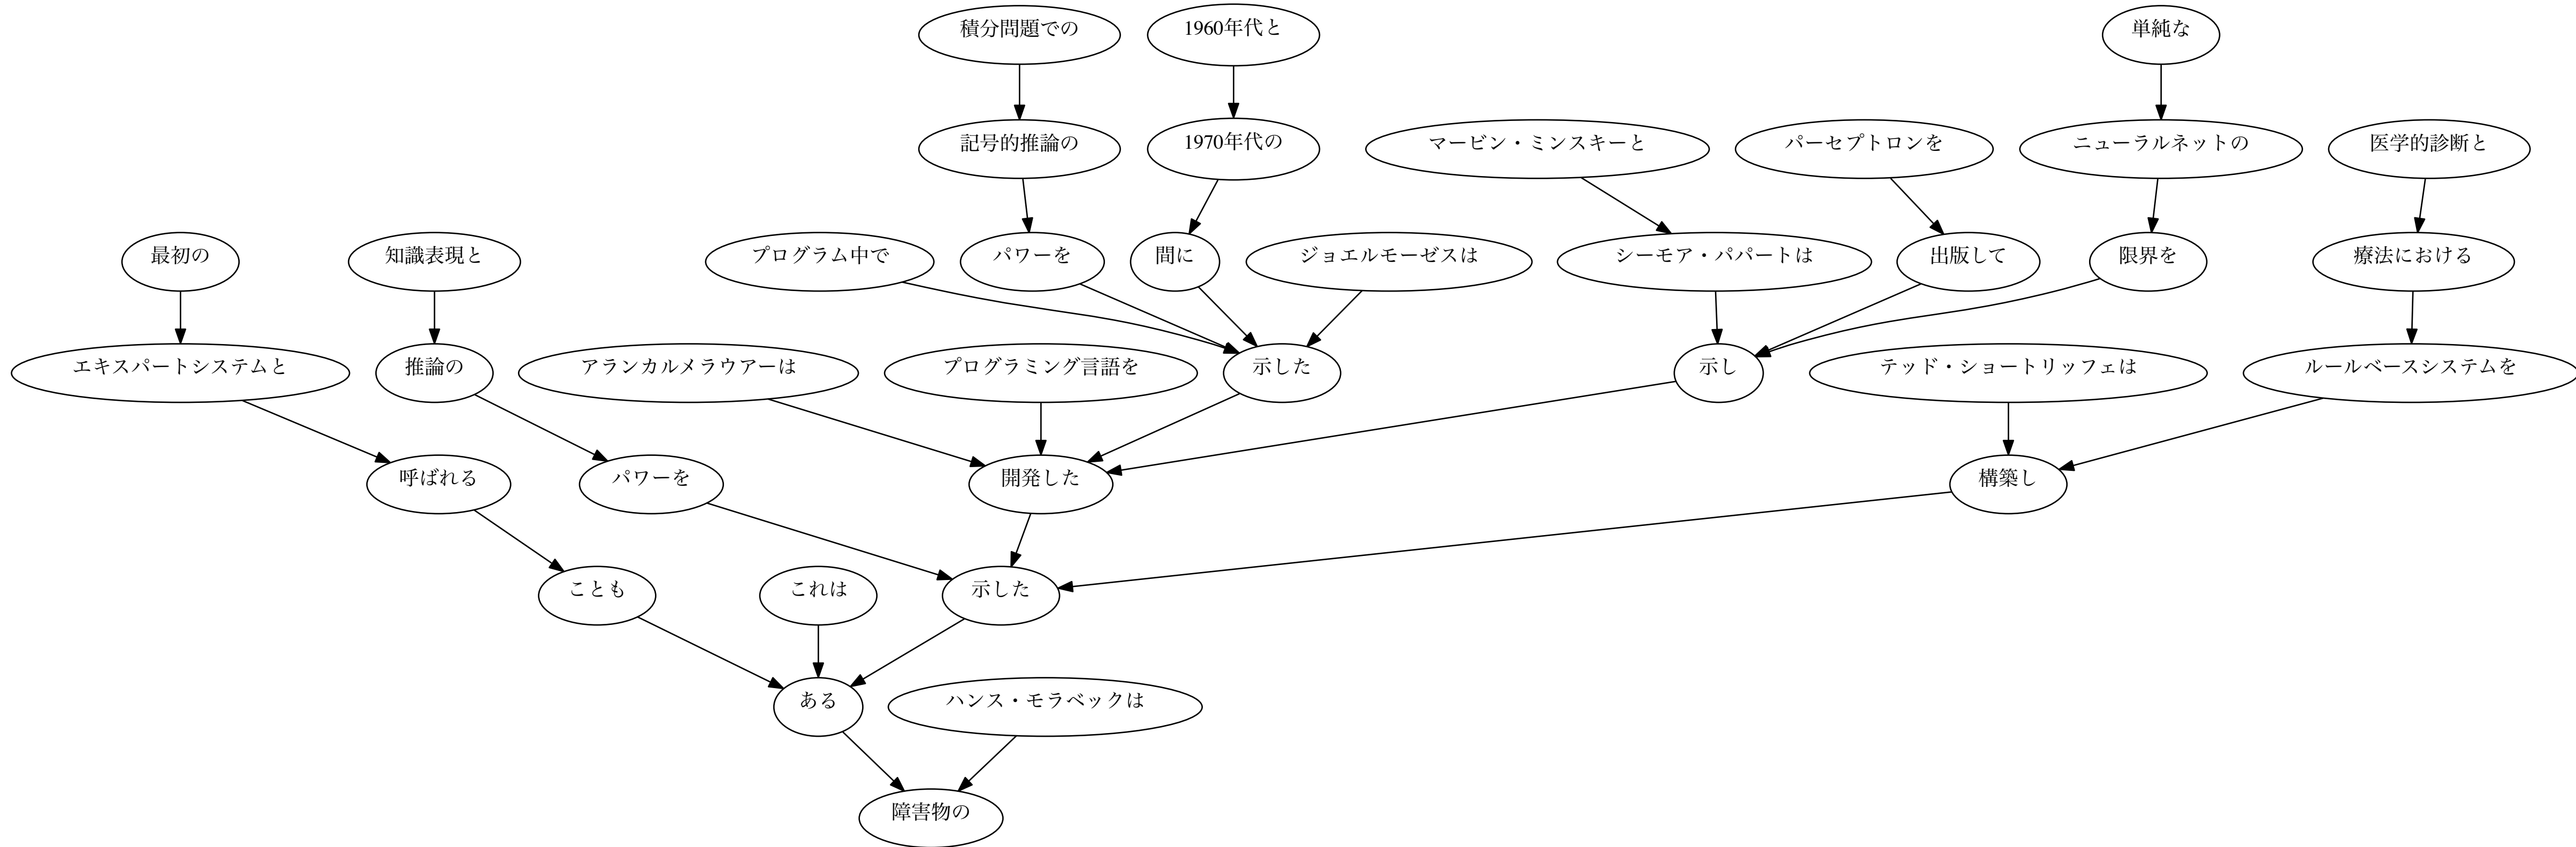 積分問題での
1960年代と
単純な
記号的推論の
1970年代の
マービン・ミンスキーと
パーセプトロンを
ニューラルネットの
医学的診断と
最初の
知識表現と
プログラム中で
パワーを
間に
ジョエルモーゼスは
シーモア・パパートは
出版して
限界を
療法における
エキスパートシステムと
推論の
アランカルメラウアーは
プログラミング言語を
示した
示し
テッド・ショートリッフェは
ルールベースシステムを
呼ばれる
パワーを
開発した
構築し
ことも
これは
示した
ある
ハンス・モラベックは
障害物の